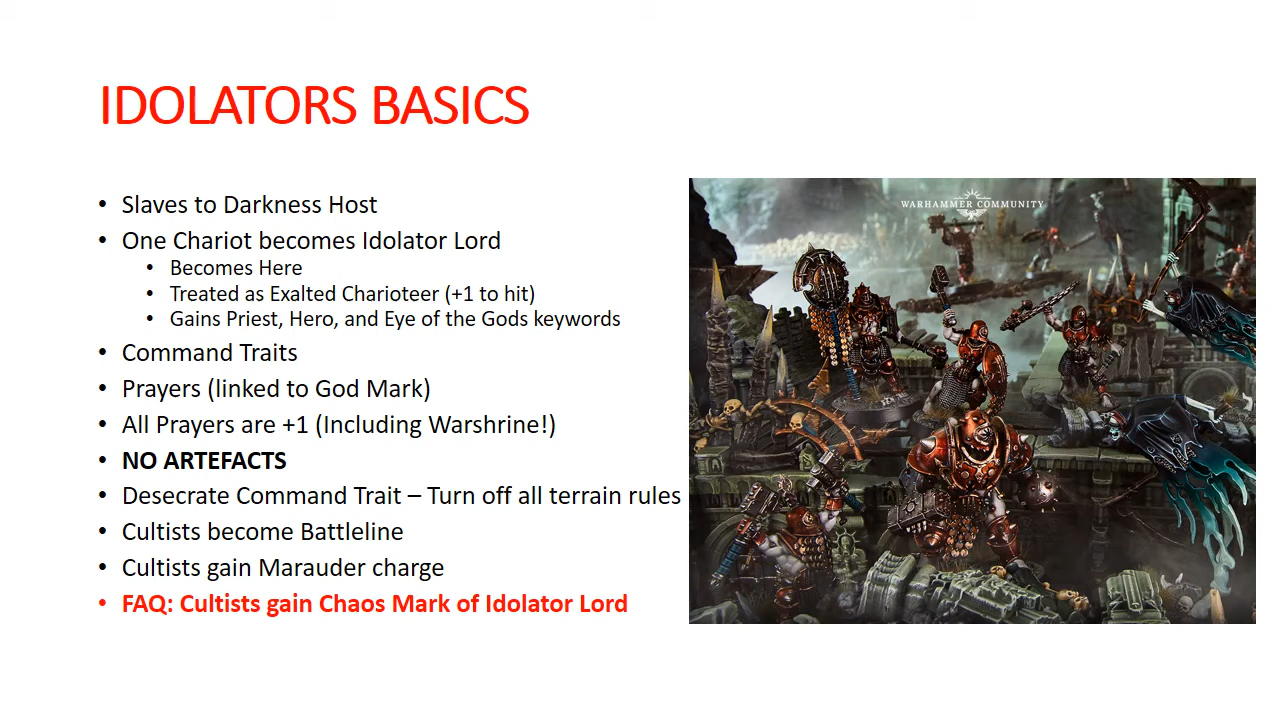 IDOLATORS BASICS
• Slaves to Darkness Host
• One Chariot becomes Idolator Lord
• Becomes Here
• Treated as Exalted Charioteer (+1 to hit)
• Gains Priest, Hero, and Eye of the Gods keywords
• Command Traits
• Prayers (linked to God Mark)
• All Prayers are +1 (Including Warshrine!)
• NO ARTEFACTS
• Desecrate Command Trait – Turn off all terrain rules
• Cultists become Battleline
• Cultists gain Marauder charge
• FAQ: Cultists gain Chaos Mark of Idolator Lord
WARHAMMER COMMUNITY